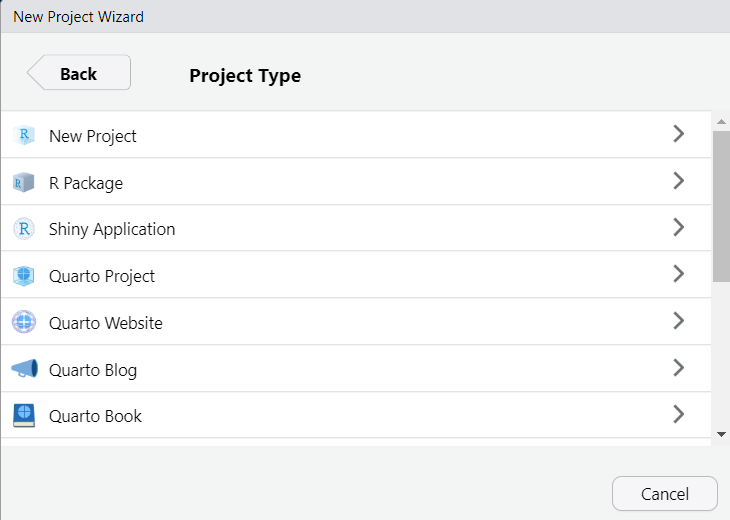 New Project Wizard
Back
Project Type
R New Project
R R Package
R Shiny Application
Quarto Project
Quarto Website
Quarto Blog
Quarto Book
Cancel